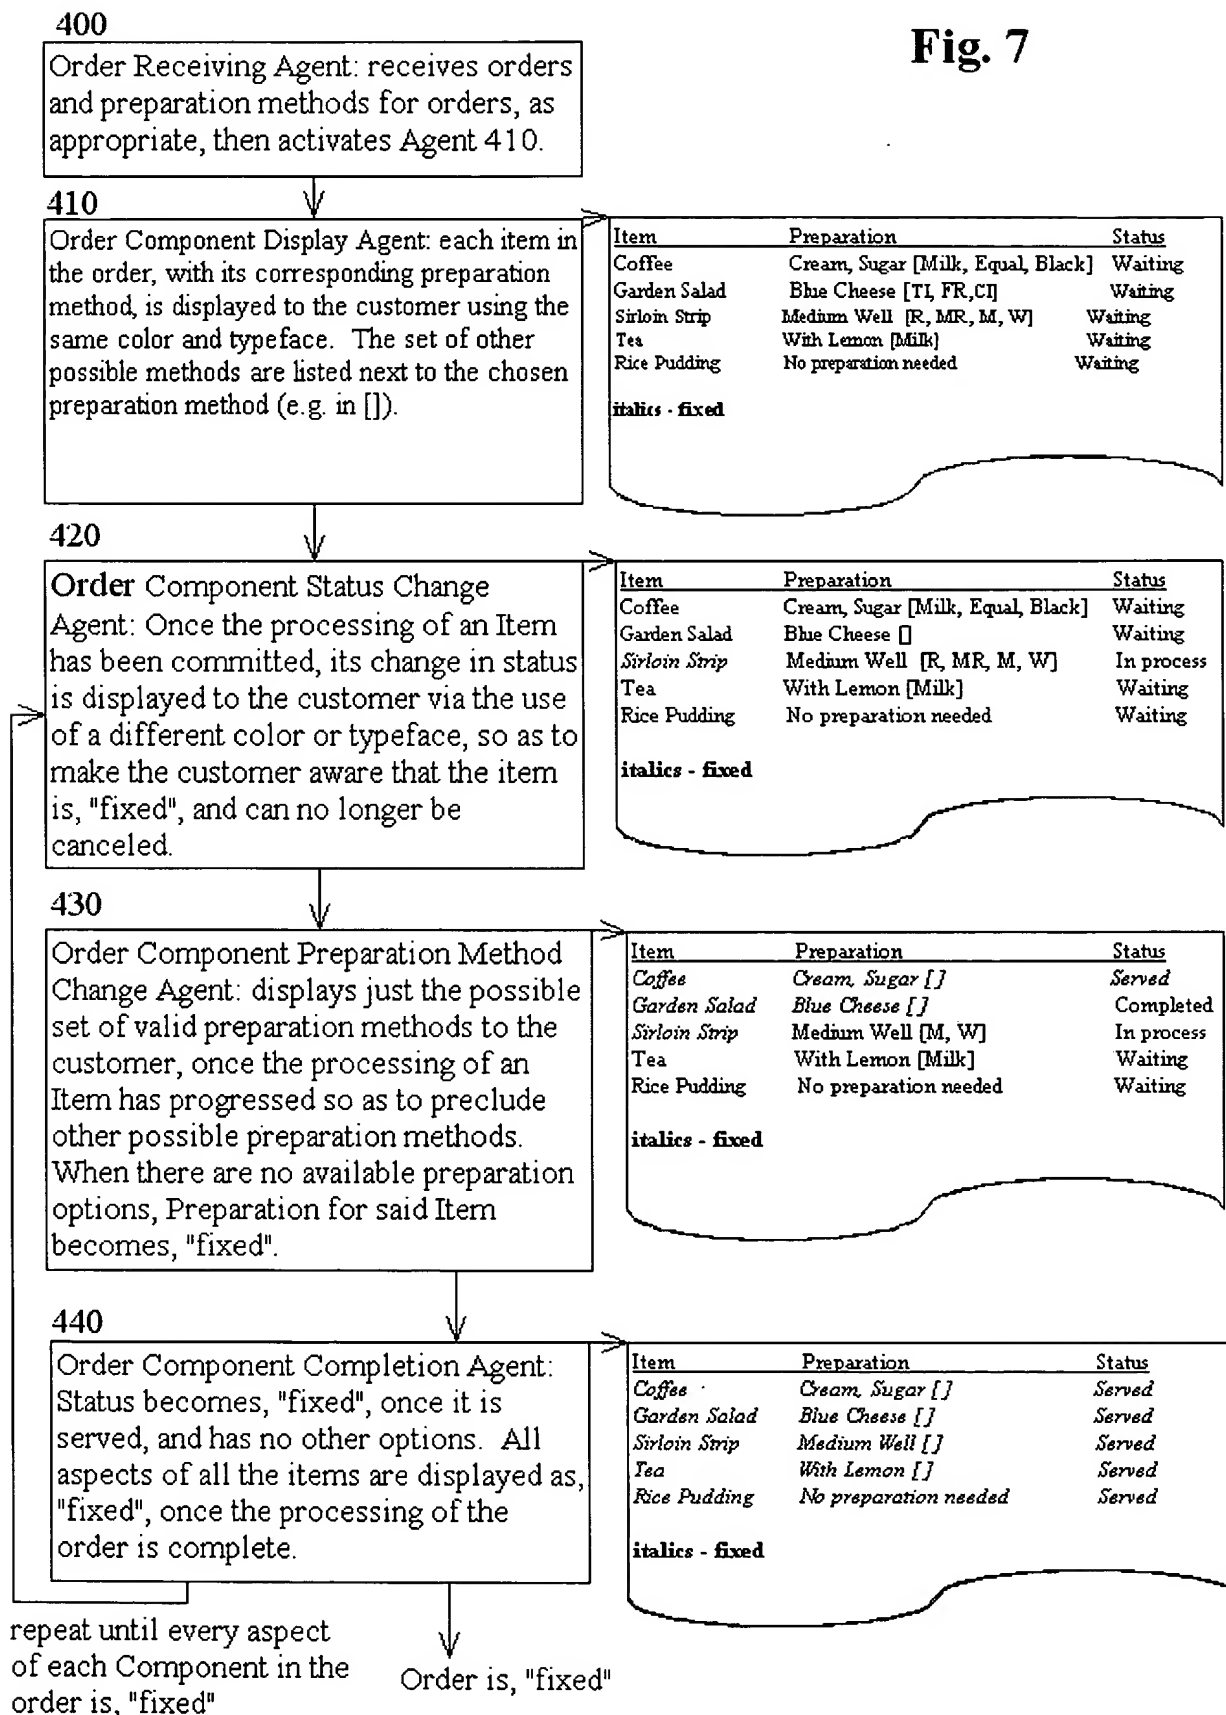 400
Fig. 7
Order Receiving Agent: receives orders
and preparation methods for orders, as
appropriate, then activates Agent 410.
410
Order Component Display Agent: each item in
the order, with its corresponding preparation
method, is displayed to the customer using the
same color and typeface. The set of other
possible methods are listed next to the chosen
preparation method (e.g. in []).
Item Preparation Status
Coffee Cream, Sugar [Milk, Equal, Black] Waiting
Garden Salad Blue Cheese [TI, FR,CI] Waiting
Sirloin Strip Medium Well [R, MR, M, W] Waiting
Tea With Lemon [Milk] Waiting
Rice Pudding No preparation needed Waiting
italics - fixed
420
Order Component Status Change
Agent: Once the processing of an Item
has been committed, its change in status
is displayed to the customer via the use
of a different color or typeface, so as to
make the customer aware that the item
is, "fixed", and can no longer be
canceled.
Item Preparation Status
Coffee Cream, Sugar [Milk, Equal, Black] Waiting
Garden Salad Blue Cheese [] Waiting
Sirloin Strip Medium Well [R, MR, M, W] In process
Tea With Lemon [Milk] Waiting
Rice Pudding No preparation needed Waiting
italics - fixed
430
Order Component Preparation Method
Change Agent: displays just the possible
set of valid preparation methods to the
customer, once the processing of an
Item has progressed so as to preclude
other possible preparation methods.
When there are no available preparation
options, Preparation for said Item
becomes, "fixed".
Item Preparation Status
Coffee Cream, Sugar [] Served
Garden Salad Blue Cheese [] Completed
Sirloin Strip Medium Well [M, W] In process
Tea With Lemon [Milk] Waiting
Rice Pudding No preparation needed Waiting
italics - fixed
440
Order Component Completion Agent:
Status becomes, "fixed", once it is
served, and has no other options. All
aspects of all the items are displayed as,
"fixed", once the processing of the
order is complete.
Item Preparation Status
Coffee Cream, Sugar [] Served
Garden Salad Blue Cheese [] Served
Sirloin Strip Medium Well [] Served
Tea With Lemon [] Served
Rice Pudding No preparation needed Served
italics - fixed
repeat until every aspect
of each Component in the
order is, "fixed"
Order is, "fixed"